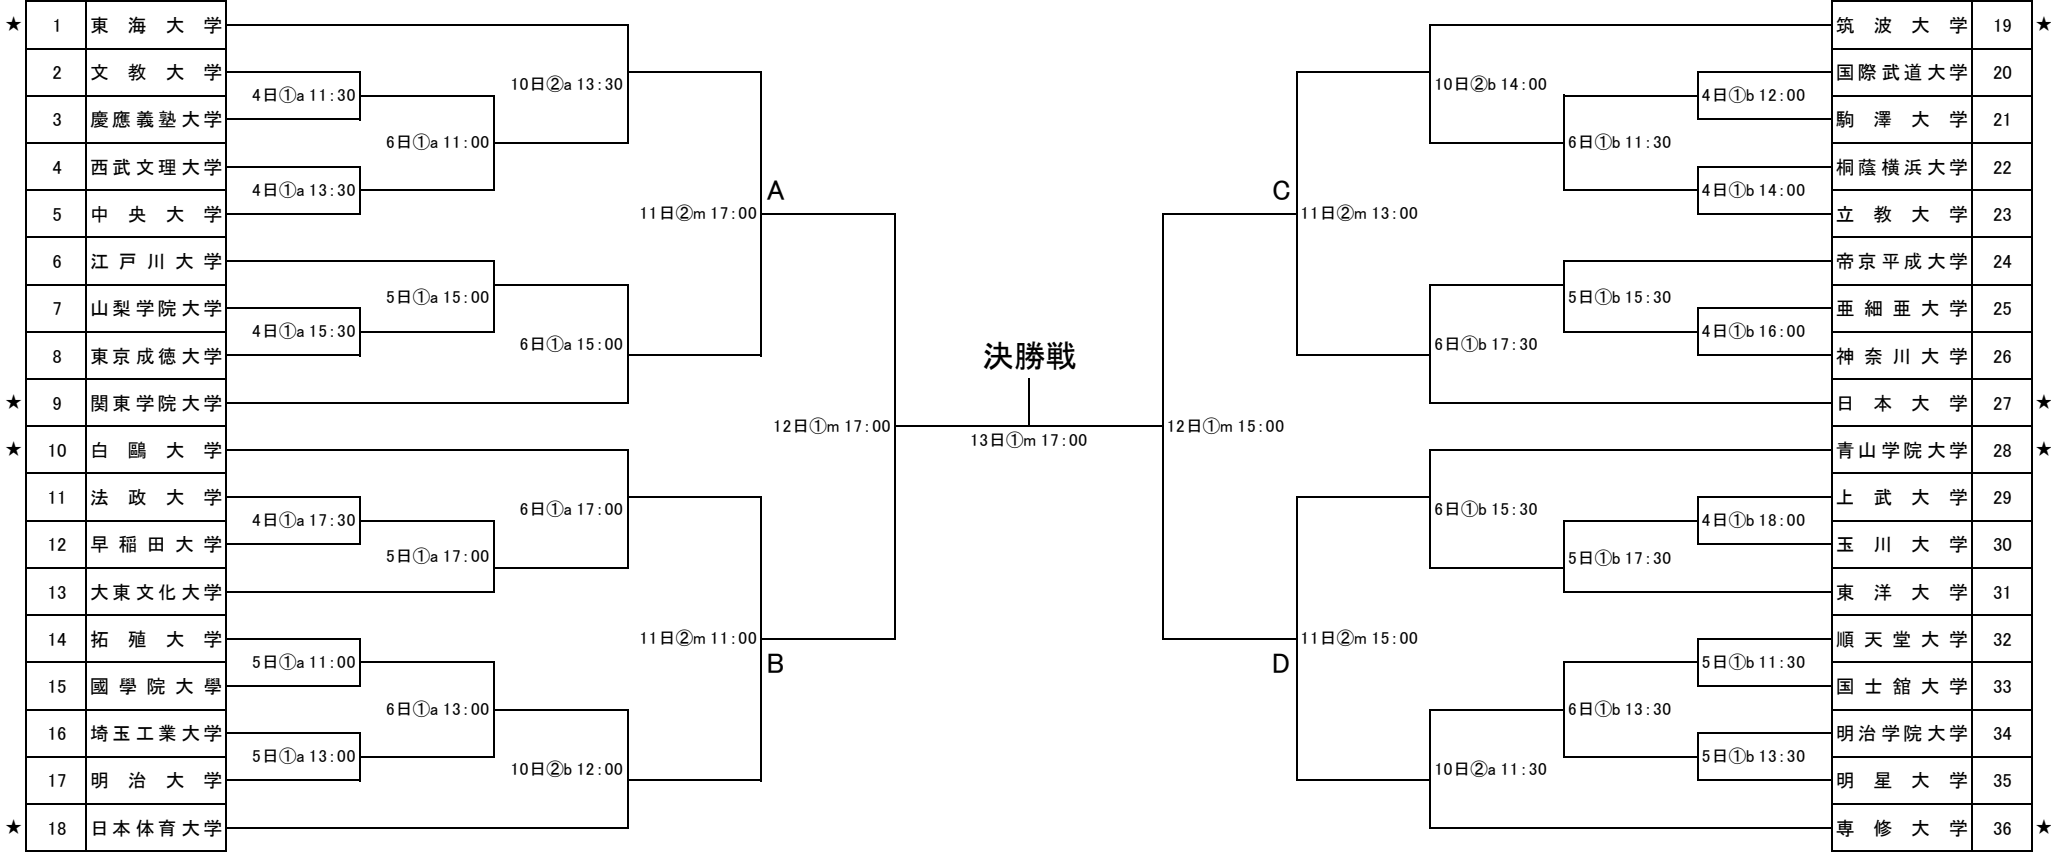 ★ 1 東海大学
2 文教大学
3 慶應義塾大学
4 西武文理大学
5 中央大学
6 江戸川大学
7 山梨学院大学
8 東京成徳大学
★ 9 関東学院大学
★ 10 白鷗大学
11 法政大学
12 早稲田大学
13 大東文化大学
14 拓殖大学
15 國學院大學
16 埼玉工業大学
17 明治大学
★ 18 日本体育大学
4日①a 11:30
4日①a 13:30
4日①a 15:30
4日①a 17:30
5日①a 11:00
5日①a 13:00
6日①a 11:00
5日①a 15:00
5日①a 17:00
6日①a 13:00
10日②a 13:30
6日①a 15:00
6日①a 17:00
10日②b 12:00
A
11日②m 17:00
11日②m 11:00
B
12日①m 17:00
決勝戦
13日①m 17:00
12日①m 15:00
C
11日②m 13:00
11日②m 15:00
D
10日②b 14:00
6日①b 17:30
6日①b 15:30
10日②a 11:30
6日①b 11:30
5日①b 15:30
5日①b 17:30
6日①b 13:30
4日①b 12:00
4日①b 14:00
4日①b 16:00
4日①b 18:00
5日①b 11:30
5日①b 13:30
筑波大学 19 ★
国際武道大学 20
駒澤大学 21
桐蔭横浜大学 22
立教大学 23
帝京平成大学 24
亜細亜大学 25
神奈川大学 26
日本大学 27 ★
青山学院大学 28 ★
上武大学 29
玉川大学 30
東洋大学 31
順天堂大学 32
国士舘大学 33
明治学院大学 34
明星大学 35
専修大学 36 ★